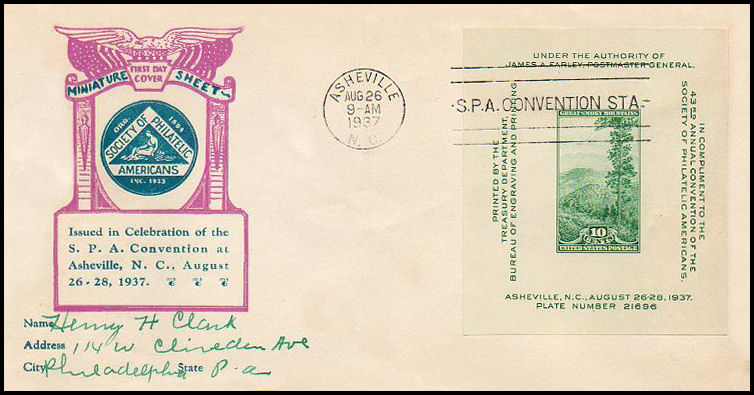 FIRST DAY
COVER
MINIATURE SHEET
ORG. 1894
SOCIETY OF PHILATELIC
AMERICANS
INC. 1923
Issued in Celebration of the
S. P. A. Convention at
Asheville, N. C., August
26-28, 1937.
Name Henry H Clark
Address 114 W Cliveden Ave
City Philadelphia State Pa
ASHEVILLE
AUG 26
9-AM
1937
N. C.
S.P.A. CONVENTION STA.
UNDER THE AUTHORITY OF
JAMES A. FARLEY, POSTMASTER GENERAL.
PRINTED BY THE
TREASURY DEPARTMENT,
BUREAU OF ENGRAVING AND PRINTING
GREAT SMOKY MOUNTAINS
10
CENTS
UNITED STATES POSTAGE
IN COMPLIMENT TO THE
43RD ANNUAL CONVENTION OF THE
SOCIETY OF PHILATELIC AMERICANS.
ASHEVILLE, N.C., AUGUST 26-28, 1937.
PLATE NUMBER 21696